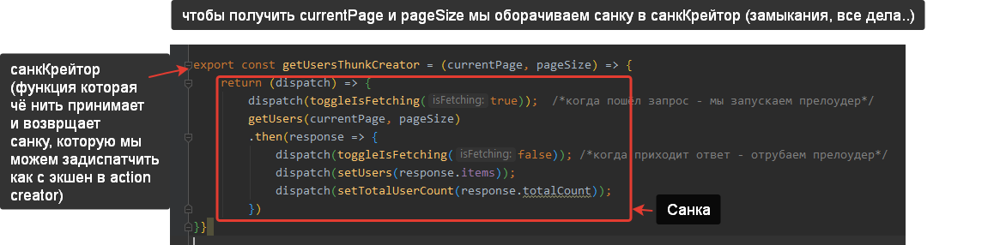 чтобы получить currentPage и pageSize мы оборачиваем санку в санкКрейтор (замыкания, все дела..)
санкКрейтор
(функция которая
чё нить принимает
и возврщает
санку, которую мы
можем задиспатчить
как с экшен в action
creator)
export const getUsersThunkCreator = (currentPage, pageSize) => {
return (dispatch) => {
dispatch(toggleIsFetching( isFetching: true)); /*когда пошел запрос - мы запускаем прелоудер*/
getUsers(currentPage, pageSize)
.then(response => {
dispatch(toggleIsFetching( isFetching: false)); /*когда приходит ответ - отрубаем прелоудер*/
dispatch(setUsers(response.items));
dispatch(setTotalUserCount(response.totalCount));
})
}}
Санка